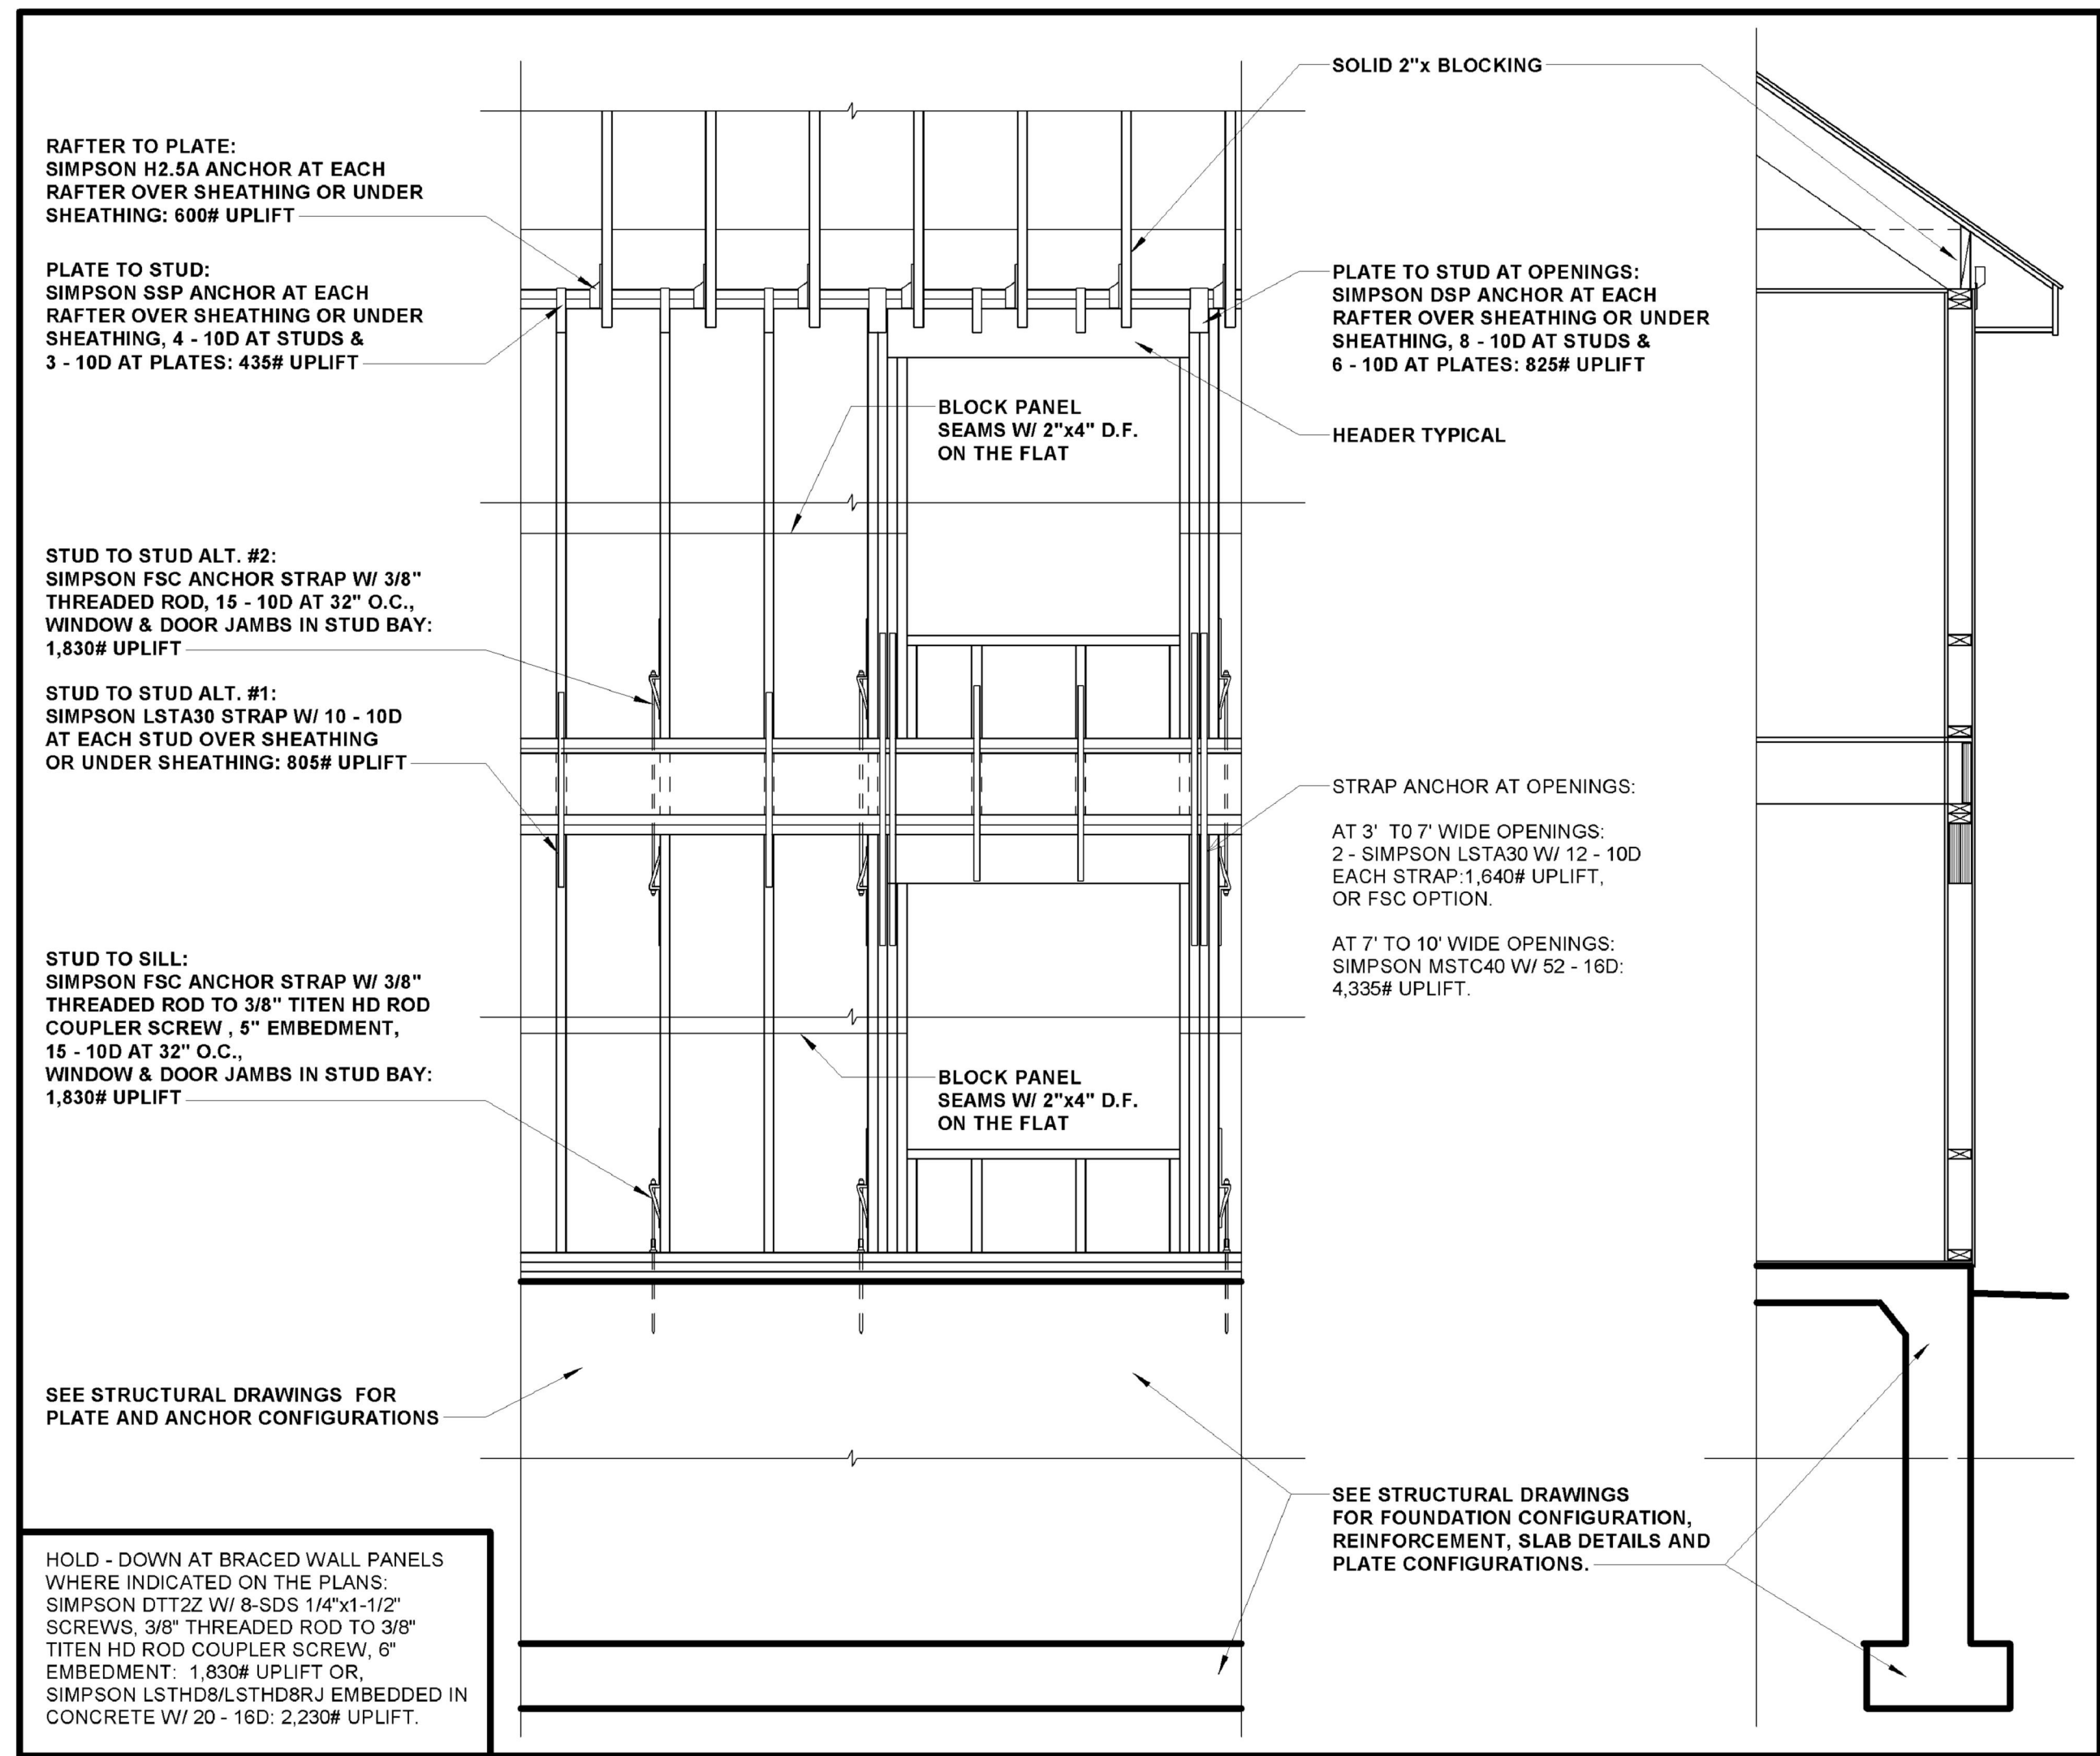 RAFTER TO PLATE:
SIMPSON H2.5A ANCHOR AT EACH
RAFTER OVER SHEATHING OR UNDER
SHEATHING: 600# UPLIFT
PLATE TO STUD:
SIMPSON SSP ANCHOR AT EACH
RAFTER OVER SHEATHING OR UNDER
SHEATHING, 4 - 10D AT STUDS &
3 - 10D AT PLATES: 435# UPLIFT
STUD TO STUD ALT. #2:
SIMPSON FSC ANCHOR STRAP W/ 3/8"
THREADED ROD, 15 - 10D AT 32" O.C.,
WINDOW & DOOR JAMBS IN STUD BAY:
1,830# UPLIFT
STUD TO STUD ALT. #1:
SIMPSON LSTA30 STRAP W/ 10 - 10D
AT EACH STUD OVER SHEATHING
OR UNDER SHEATHING: 805# UPLIFT
STUD TO SILL:
SIMPSON FSC ANCHOR STRAP W/ 3/8"
THREADED ROD TO 3/8" TITEN HD ROD
COUPLER SCREW , 5" EMBEDMENT,
15 - 10D AT 32" O.C.,
WINDOW & DOOR JAMBS IN STUD BAY:
1,830# UPLIFT
SEE STRUCTURAL DRAWINGS FOR
PLATE AND ANCHOR CONFIGURATIONS
HOLD - DOWN AT BRACED WALL PANELS
WHERE INDICATED ON THE PLANS:
SIMPSON DTT2Z W/ 8-SDS 1/4"x1-1/2"
SCREWS, 3/8" THREADED ROD TO 3/8"
TITEN HD ROD COUPLER SCREW, 6"
EMBEDMENT: 1,830# UPLIFT OR,
SIMPSON LSTHD8/LSTHD8RJ EMBEDDED IN
CONCRETE W/ 20 - 16D: 2,230# UPLIFT.
BLOCK PANEL
SEAMS W/ 2"x4" D.F.
ON THE FLAT
BLOCK PANEL
SEAMS W/ 2"x4" D.F.
ON THE FLAT
SOLID 2"x BLOCKING
PLATE TO STUD AT OPENINGS:
SIMPSON DSP ANCHOR AT EACH
RAFTER OVER SHEATHING OR UNDER
SHEATHING, 8 - 10D AT STUDS &
6 - 10D AT PLATES: 825# UPLIFT
HEADER TYPICAL
STRAP ANCHOR AT OPENINGS:
AT 3' T0 7' WIDE OPENINGS:
2 - SIMPSON LSTA30 W/ 12 - 10D
EACH STRAP:1,640# UPLIFT,
OR FSC OPTION.
AT 7' TO 10' WIDE OPENINGS:
SIMPSON MSTC40 W/ 52 - 16D:
4,335# UPLIFT.
SEE STRUCTURAL DRAWINGS
FOR FOUNDATION CONFIGURATION,
REINFORCEMENT, SLAB DETAILS AND
PLATE CONFIGURATIONS.